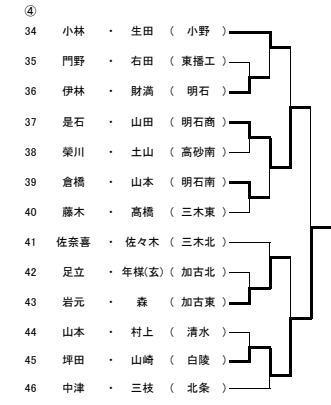 ④
34 小林 ・ 生田 ( 小野 )
35 門野 ・ 右田 ( 東播工 )
36 伊林 ・ 財満 ( 明石 )
37 是石 ・ 山田 ( 明石商 )
38 榮川 ・ 土山 ( 高砂南 )
39 倉橋 ・ 山本 ( 明石南 )
40 藤木 ・ 髙橋 ( 三木東 )
41 佐奈喜 ・ 佐々木 ( 三木北 )
42 足立 ・ 年楳(玄) ( 加古北 )
43 岩元 ・ 森 ( 加古東 )
44 山本 ・ 村上 ( 清水 )
45 坪田 ・ 山崎 ( 白陵 )
46 中津 ・ 三枝 ( 北条 )